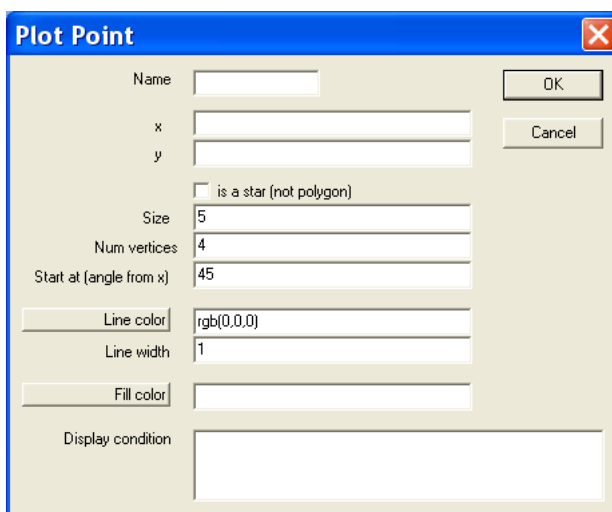 Plot Point
Name
OK
x
Cancel
y
is a star (not polygon)
Size 5
Num vertices 4
Start at (angle from x) 45
Line color rgb(0,0,0)
Line width 1
Fill color
Display condition